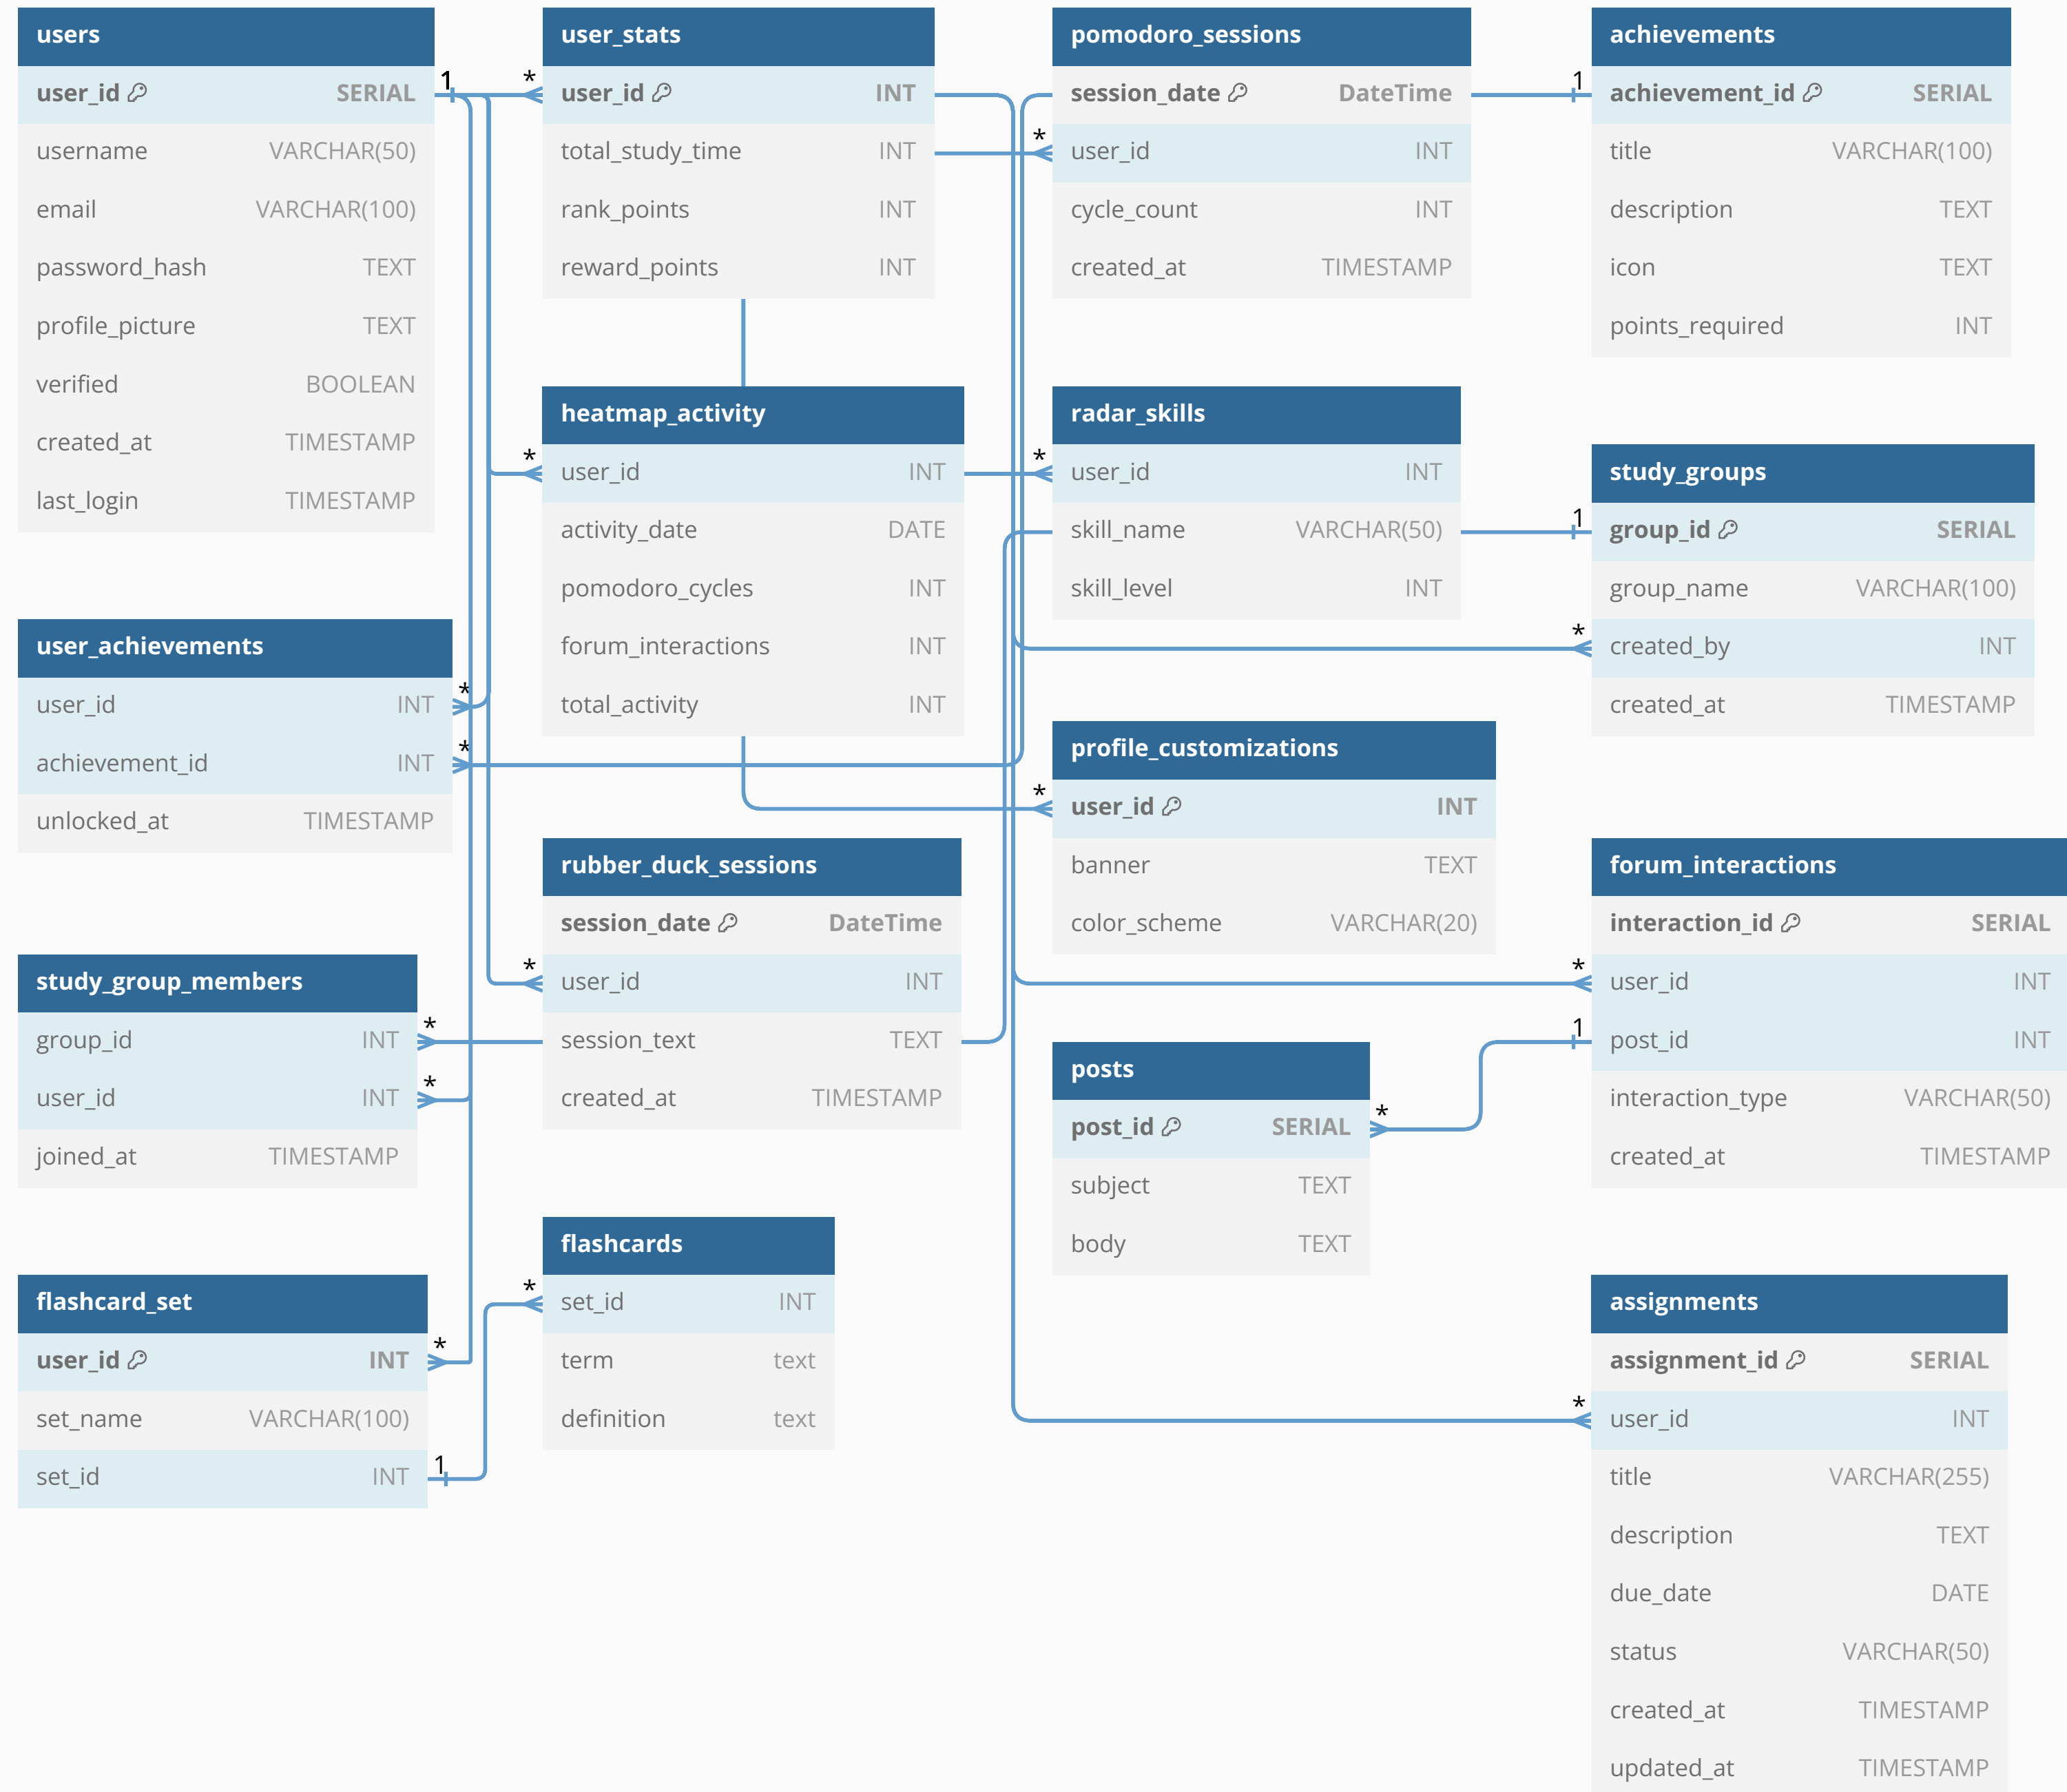 users
user_id SERIAL
username VARCHAR(50)
email VARCHAR(100)
password_hash TEXT
profile_picture TEXT
verified BOOLEAN
created_at TIMESTAMP
last_login TIMESTAMP
1
*
user_stats
user_id INT
total_study_time INT
rank_points INT
reward_points INT
*
pomodoro_sessions
session_date DateTime
user_id INT
cycle_count INT
created_at TIMESTAMP
1
achievements
achievement_id SERIAL
title VARCHAR(100)
description TEXT
icon TEXT
points_required INT
*
heatmap_activity
user_id INT
activity_date DATE
pomodoro_cycles INT
forum_interactions INT
total_activity INT
*
radar_skills
user_id INT
skill_name VARCHAR(50)
skill_level INT
1
*
study_groups
group_id SERIAL
group_name VARCHAR(100)
created_by INT
created_at TIMESTAMP
user_achievements
user_id INT
achievement_id INT
unlocked_at TIMESTAMP
*
*
*
profile_customizations
user_id INT
banner TEXT
color_scheme VARCHAR(20)
*
rubber_duck_sessions
session_date DateTime
user_id INT
session_text TEXT
created_at TIMESTAMP
*
1
forum_interactions
interaction_id SERIAL
user_id INT
post_id INT
interaction_type VARCHAR(50)
created_at TIMESTAMP
study_group_members
group_id INT
user_id INT
joined_at TIMESTAMP
*
*
posts
post_id SERIAL
subject TEXT
body TEXT
*
flashcard_set
user_id INT
set_name VARCHAR(100)
set_id INT
*
1
*
flashcards
set_id INT
term text
definition text
*
assignments
assignment_id SERIAL
user_id INT
title VARCHAR(255)
description TEXT
due_date DATE
status VARCHAR(50)
created_at TIMESTAMP
updated_at TIMESTAMP